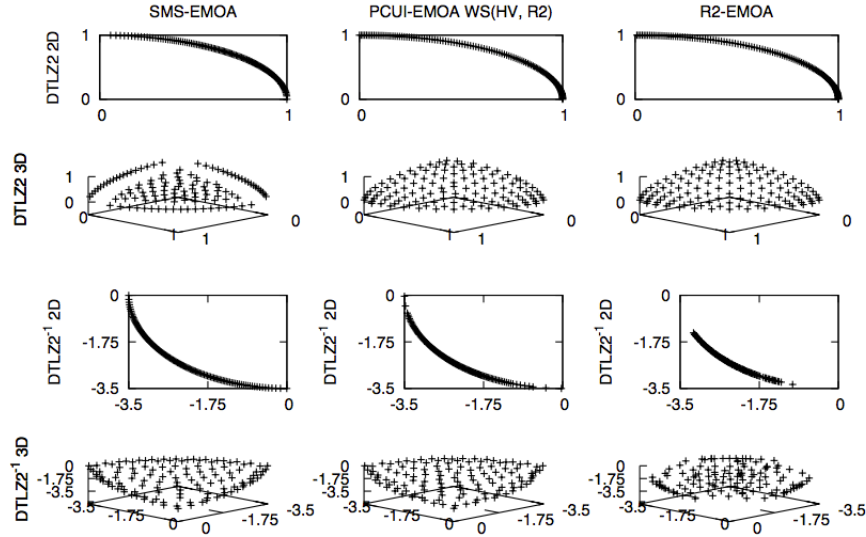 SMS-EMOA PCUI-EMOA WS(HV, R2) R2-EMOA
DTLZ2 2D
1 1 1
0 0 0
0 1 0 1 0 1
DTLZ2 3D
1 1 1
0 0 0
0 0 0
1 1 1 1 1 1
DTLZ2⁻¹ 2D DTLZ2⁻¹ 2D DTLZ2⁻¹ 2D
0 0 0
-1.75 -1.75 -1.75
-3.5 -3.5 -3.5
-3.5 -1.75 0 -3.5 -1.75 0 -3.5 -1.75 0
DTLZ2⁻¹ 3D
0 0 0
-1.75 -1.75 -1.75
-3.5 -3.5 -3.5
-3.5 -3.5 -3.5 -3.5 -3.5 -3.5
-1.75 -1.75 -1.75 -1.75 -1.75 -1.75
0 0 0 0 0 0